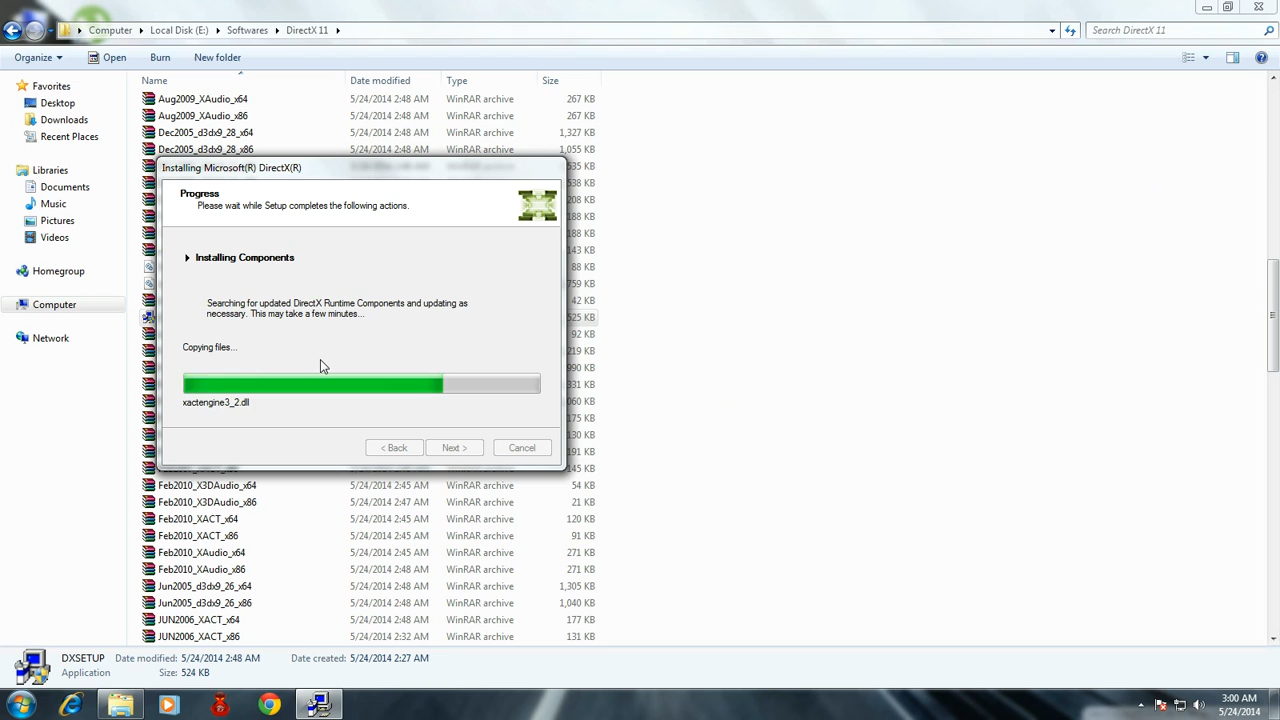 Computer Local Disk (E:) Softwares DirectX 11 Search DirectX 11
Organize Open Burn New folder
Name Date modified Type Size
Favorites
Desktop
Downloads
Recent Places
Libraries
Documents
Music
Pictures
Videos
Homegroup
Computer
Network
Aug2009_XAudio_x64 5/24/2014 2:48 AM WinRAR archive 267 KB
Aug2009_XAudio_x86 5/24/2014 2:48 AM WinRAR archive 267 KB
Dec2005_d3dx9_28_x64 5/24/2014 2:48 AM WinRAR archive 1,327 KB
Dec2005_d3dx9_28_x86 5/24/2014 2:48 AM WinRAR archive 1,055 KB
Installing Microsoft(R) DirectX(R)
Progress
Please wait while Setup completes the following actions.
Installing Components
Searching for updated DirectX Runtime Components and updating as
necessary. This may take a few minutes...
Copying files...
xactengine3_2.dll
< Back Next > Cancel
Feb2010_X3DAudio_x64 5/24/2014 2:45 AM WinRAR archive 54 KB
Feb2010_X3DAudio_x86 5/24/2014 2:47 AM WinRAR archive 21 KB
Feb2010_XACT_x64 5/24/2014 2:45 AM WinRAR archive 120 KB
Feb2010_XACT_x86 5/24/2014 2:45 AM WinRAR archive 91 KB
Feb2010_XAudio_x64 5/24/2014 2:48 AM WinRAR archive 271 KB
Feb2010_XAudio_x86 5/24/2014 2:48 AM WinRAR archive 271 KB
Jun2005_d3dx9_26_x64 5/24/2014 2:48 AM WinRAR archive 1,305 KB
Jun2005_d3dx9_26_x86 5/24/2014 2:48 AM WinRAR archive 1,040 KB
JUN2006_XACT_x64 5/24/2014 2:48 AM WinRAR archive 177 KB
JUN2006_XACT_x86 5/24/2014 2:32 AM WinRAR archive 131 KB
DXSETUP Date modified: 5/24/2014 2:48 AM Date created: 5/24/2014 2:27 AM
Application Size: 524 KB
3:00 AM
5/24/2014